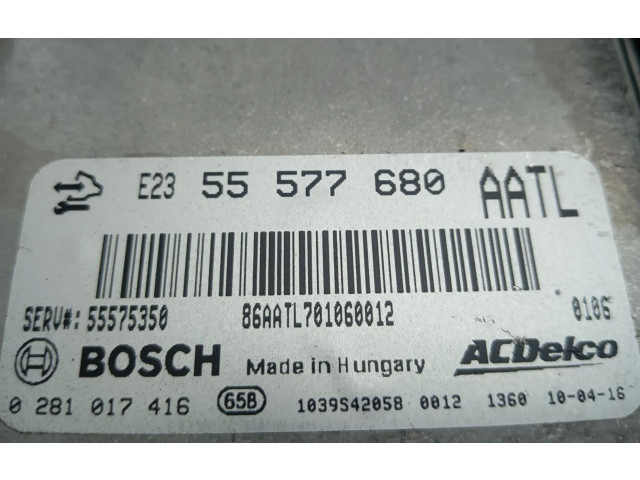 E23 55 577 680 AATL
SERV#: 55575350 86AATL701060012 0106
BOSCH Made in Hungary ACDelco
0 281 017 416 65B 1039S42058 0012 1360 10-04-16